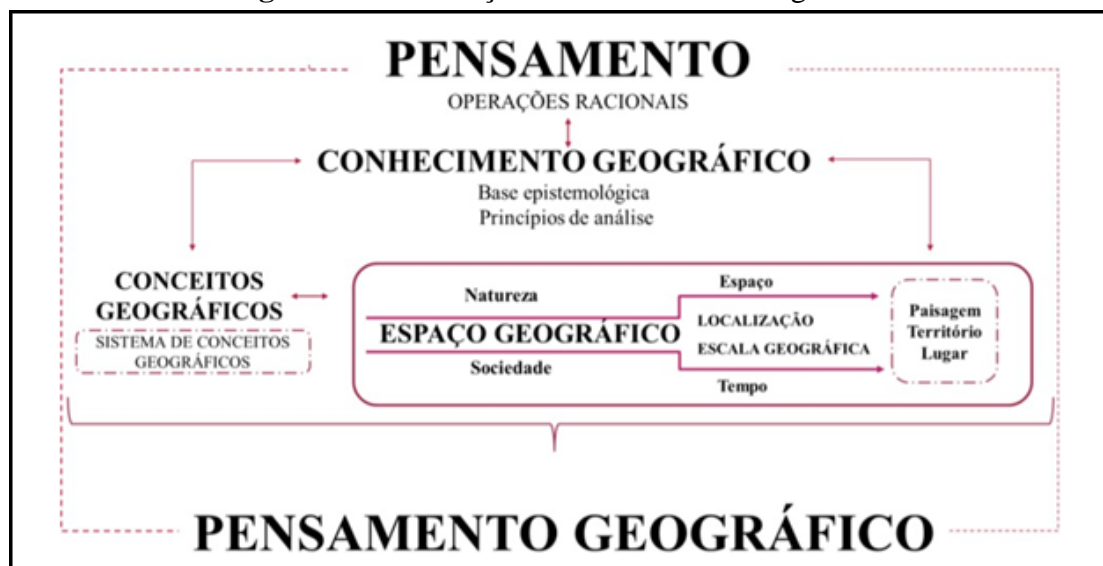 PENSAMENTO
OPERAÇÕES RACIONAIS
CONHECIMENTO GEOGRÁFICO
Base epistemológica
Princípios de análise
CONCEITOS
GEOGRÁFICOS
SISTEMA DE CONCEITOS
GEOGRÁFICOS
Natureza
ESPAÇO GEOGRÁFICO
Sociedade
Espaço
LOCALIZAÇÃO
ESCALA GEOGRÁFICA
Tempo
Paisagem
Território
Lugar
PENSAMENTO GEOGRÁFICO